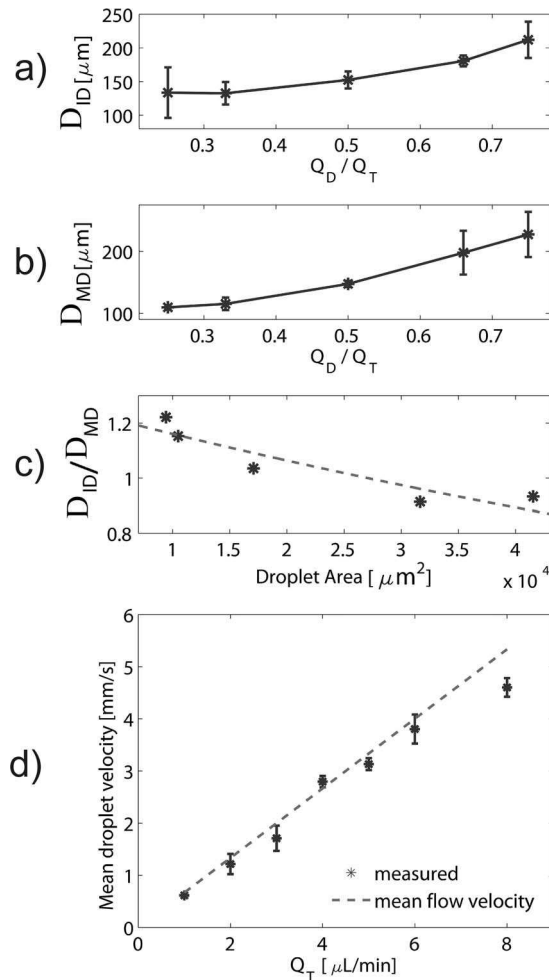 a)
D_ID [μm]
250
200
150
100
0.3
0.4
0.5
0.6
0.7
Q_D / Q_T
b)
D_MD [μm]
200
100
0.3
0.4
0.5
0.6
0.7
Q_D / Q_T
c)
D_ID/D_MD
1.2
1
0.8
1
1.5
2
2.5
3
3.5
4
Droplet Area [ μm²]
x 10⁴
d)
Mean droplet velocity [mm/s]
6
5
4
3
2
1
0
0
2
4
6
8
measured
mean flow velocity
Q_T [ μL/min]